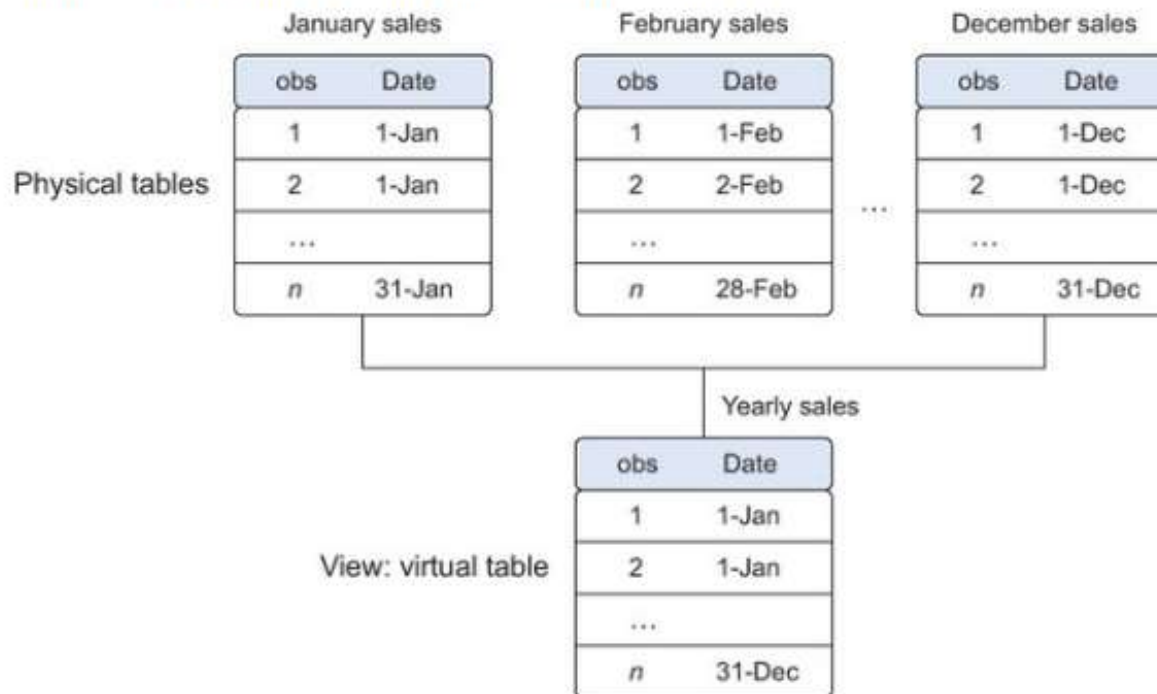 January sales
February sales
December sales
obs Date
obs Date
obs Date
1 1-Jan
1 1-Feb
1 1-Dec
Physical tables
2 1-Jan
2 2-Feb
2 1-Dec
…
…
…
…
n 31-Jan
n 28-Feb
n 31-Dec
Yearly sales
obs Date
1 1-Jan
View: virtual table
2 1-Jan
…
n 31-Dec